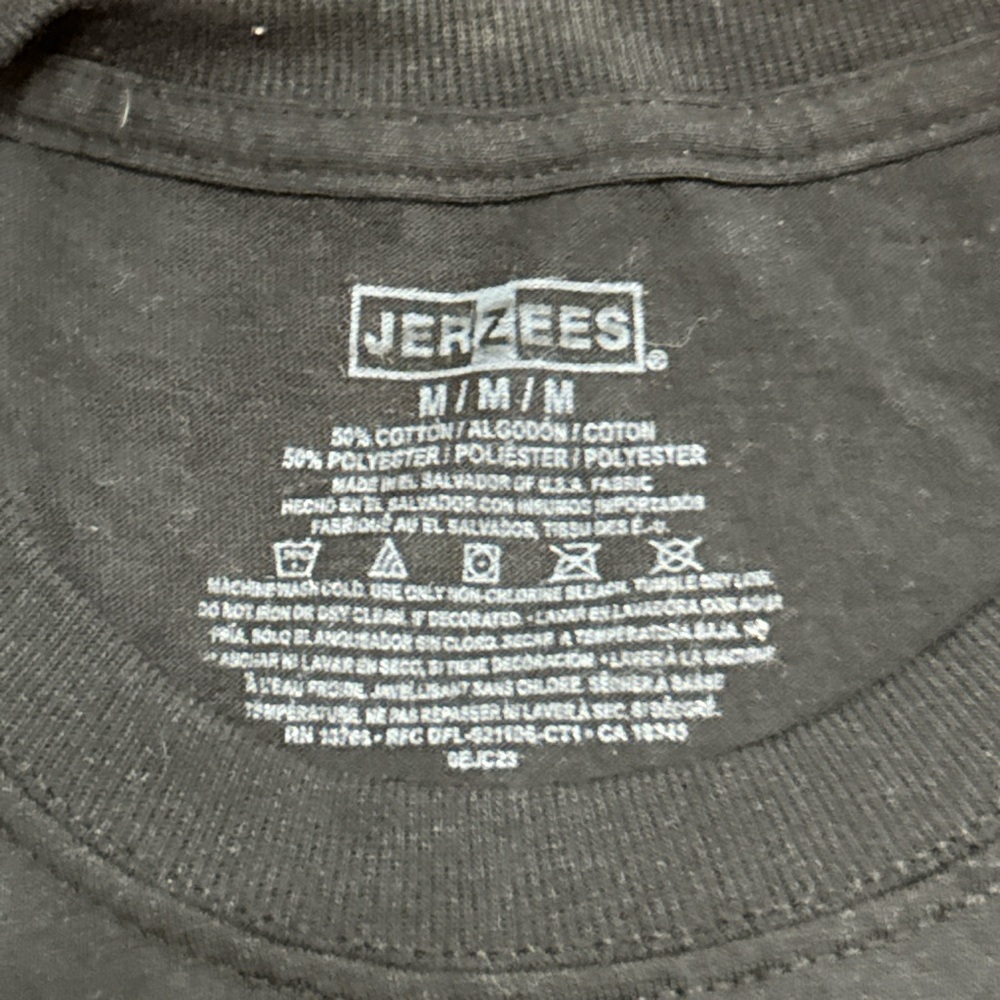 JERZEES®
M / M / M
50% COTTON / ALGODÓN / COTON
50% POLYESTER / POLIÉSTER / POLYESTER
MADE IN EL SALVADOR OF U.S.A. FABRIC
HECHO EN EL SALVADOR CON INSUMOS IMPORTADOS
FABRIQUÉ AU EL SALVADOR, TISSU DES É.-U.
MACHINE WASH COLD. USE ONLY NON-CHLORINE BLEACH. TUMBLE DRY LOW.
DO NOT IRON OR DRY CLEAN, IF DECORATED. • LAVAR EN LAVADORA CON AGUA
FRÍA. SOLO BLANQUEADOR SIN CLORO. SECAR A TEMPERATURA BAJA. NO
PLANCHAR NI LAVAR EN SECO, SI TIENE DECORACIÓN • LAVER À LA MACHINE
À L'EAU FROIDE. JAVELLISANT SANS CHLORE. SÉCHER À BASSE
TEMPÉRATURE. NE PAS REPASSER NI LAVER À SEC, SI DÉCORÉ.
RN 13765 • RFC • CA
0EJC23